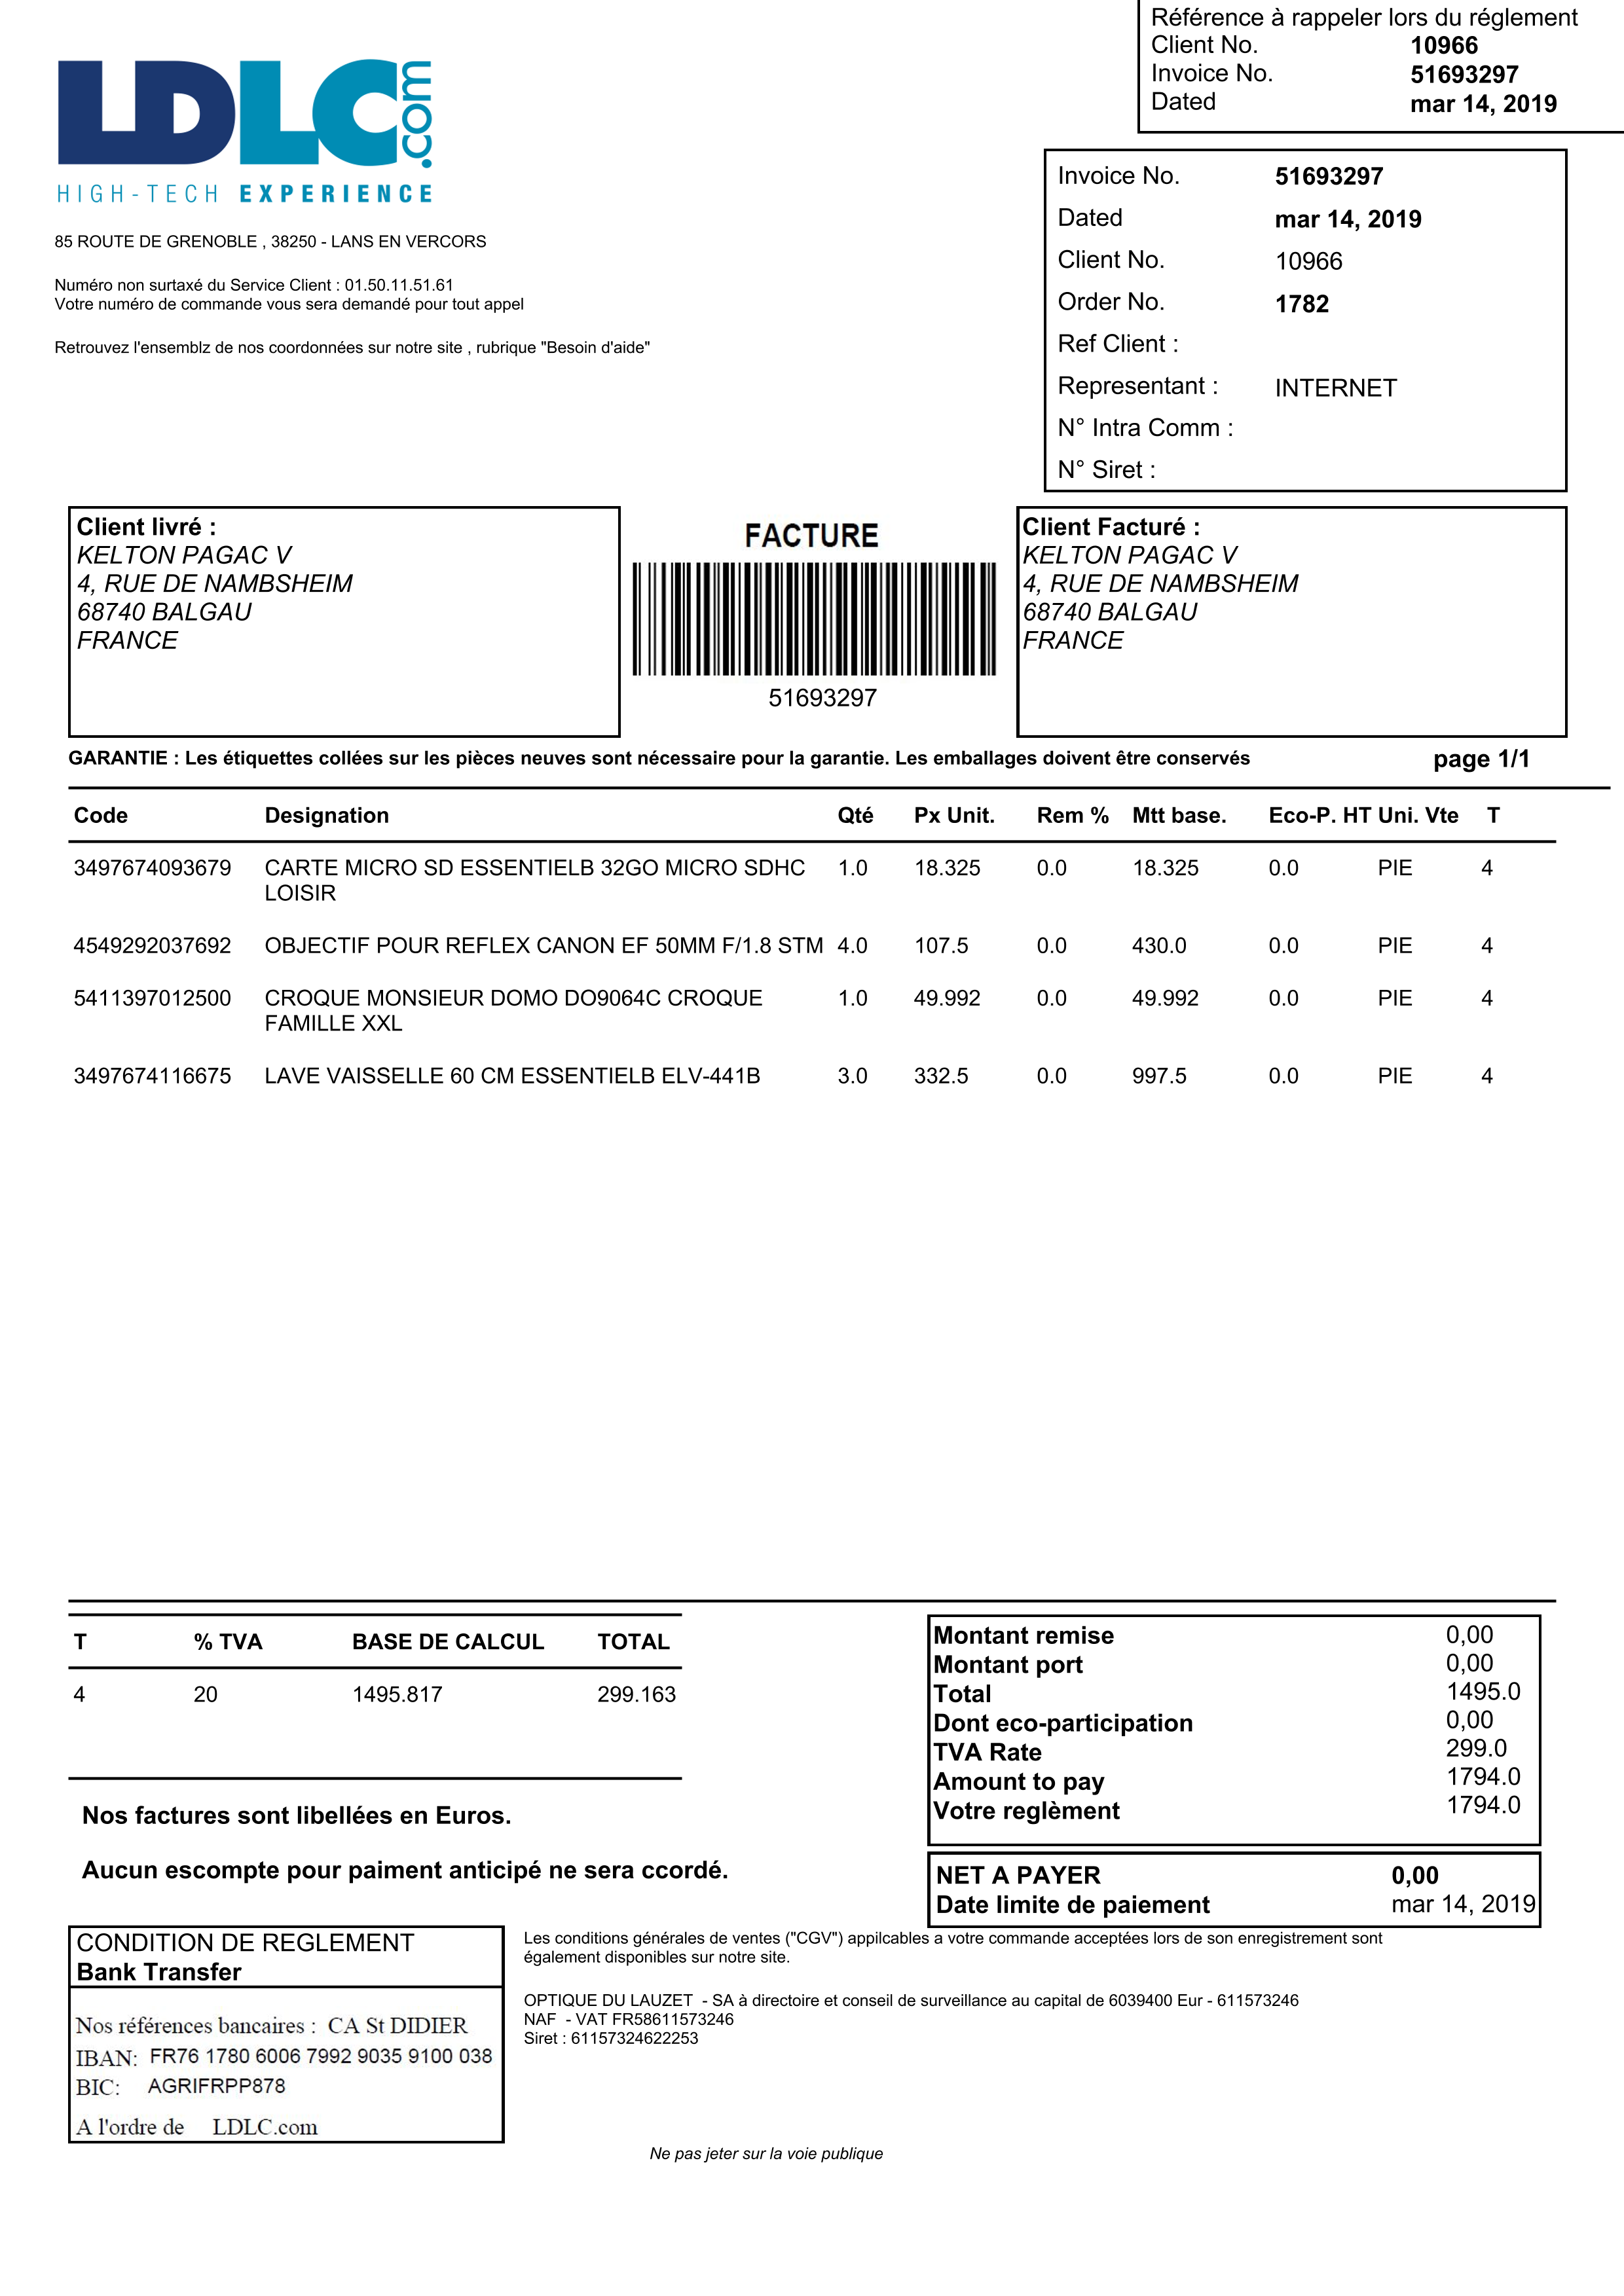 Référence à rappeler lors du réglement
Client No. 10966
Invoice No. 51693297
Dated mar 14, 2019
LDLC.com
HIGH-TECH EXPERIENCE
85 ROUTE DE GRENOBLE , 38250 - LANS EN VERCORS
Numéro non surtaxé du Service Client : 01.50.11.51.61
Votre numéro de commande vous sera demandé pour tout appel
Retrouvez l'ensemblz de nos coordonnées sur notre site , rubrique "Besoin d'aide"
Invoice No. 51693297
Dated mar 14, 2019
Client No. 10966
Order No. 1782
Ref Client :
Representant : INTERNET
N° Intra Comm :
N° Siret :
Client livré :
KELTON PAGAC V
4, RUE DE NAMBSHEIM
68740 BALGAU
FRANCE
FACTURE
51693297
Client Facturé :
KELTON PAGAC V
4, RUE DE NAMBSHEIM
68740 BALGAU
FRANCE
GARANTIE : Les étiquettes collées sur les pièces neuves sont nécessaire pour la garantie. Les emballages doivent être conservés page 1/1
Code Designation Qté Px Unit. Rem % Mtt base. Eco-P. HT Uni. Vte T
3497674093679 CARTE MICRO SD ESSENTIELB 32GO MICRO SDHC 1.0 18.325 0.0 18.325 0.0 PIE 4
LOISIR
4549292037692 OBJECTIF POUR REFLEX CANON EF 50MM F/1.8 STM 4.0 107.5 0.0 430.0 0.0 PIE 4
5411397012500 CROQUE MONSIEUR DOMO DO9064C CROQUE 1.0 49.992 0.0 49.992 0.0 PIE 4
FAMILLE XXL
3497674116675 LAVE VAISSELLE 60 CM ESSENTIELB ELV-441B 3.0 332.5 0.0 997.5 0.0 PIE 4
T % TVA BASE DE CALCUL TOTAL
4 20 1495.817 299.163
Nos factures sont libellées en Euros.
Aucun escompte pour paiment anticipé ne sera ccordé.
Montant remise 0,00
Montant port 0,00
Total 1495.0
Dont eco-participation 0,00
TVA Rate 299.0
Amount to pay 1794.0
Votre reglèment 1794.0
NET A PAYER 0,00
Date limite de paiement mar 14, 2019
CONDITION DE REGLEMENT
Bank Transfer
Nos références bancaires : CA St DIDIER
IBAN: FR76 1780 6006 7992 9035 9100 038
BIC: AGRIFRPP878
A l'ordre de LDLC.com
Les conditions générales de ventes ("CGV") appilcables a votre commande acceptées lors de son enregistrement sont
également disponibles sur notre site.
OPTIQUE DU LAUZET - SA à directoire et conseil de surveillance au capital de 6039400 Eur - 611573246
NAF - VAT FR58611573246
Siret : 61157324622253
Ne pas jeter sur la voie publique